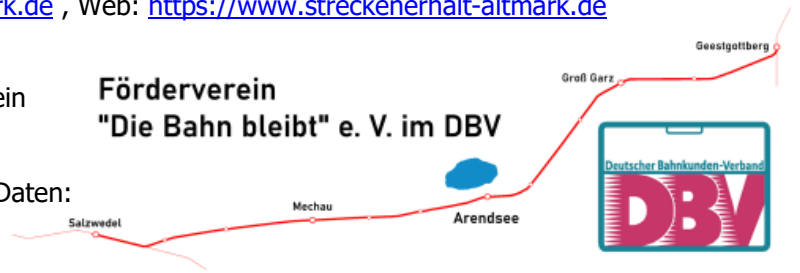 rk.de , Web: https://www.streckenerhalt-altmark.de
Geestgottberg
Groß Garz
ein
Förderverein
"Die Bahn bleibt" e. V. im DBV
Deutscher Bahnkunden-Verband
DBV
Daten:
Mechau
Arendsee
Salzwedel